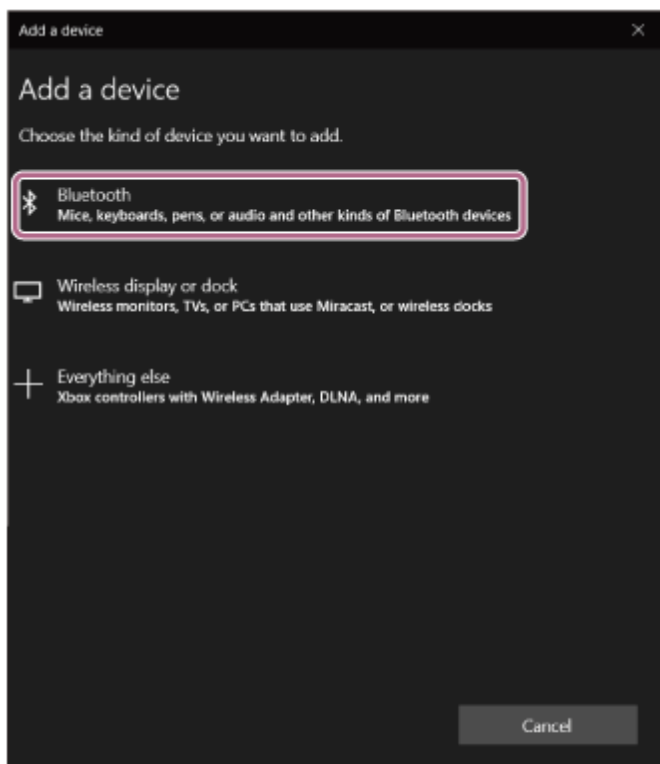 Add a device
Add a device
Choose the kind of device you want to add.
Bluetooth
Mice, keyboards, pens, or audio and other kinds of Bluetooth devices
Wireless display or dock
Wireless monitors, TVs, or PCs that use Miracast, or wireless docks
Everything else
Xbox controllers with Wireless Adapter, DLNA, and more
Cancel